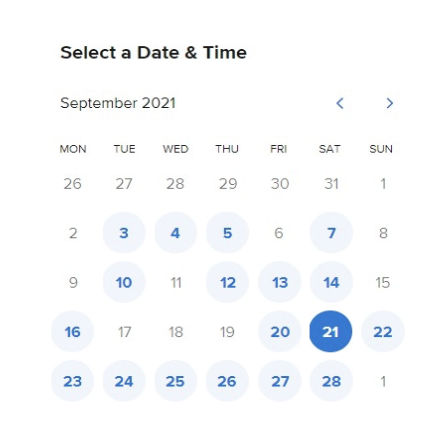 Select a Date & Time
September 2021
MON TUE WED THU FRI SAT SUN
26 27 28 29 30 31 1
2 3 4 5 6 7 8
9 10 11 12 13 14 15
16 17 18 19 20 21 22
23 24 25 26 27 28 1